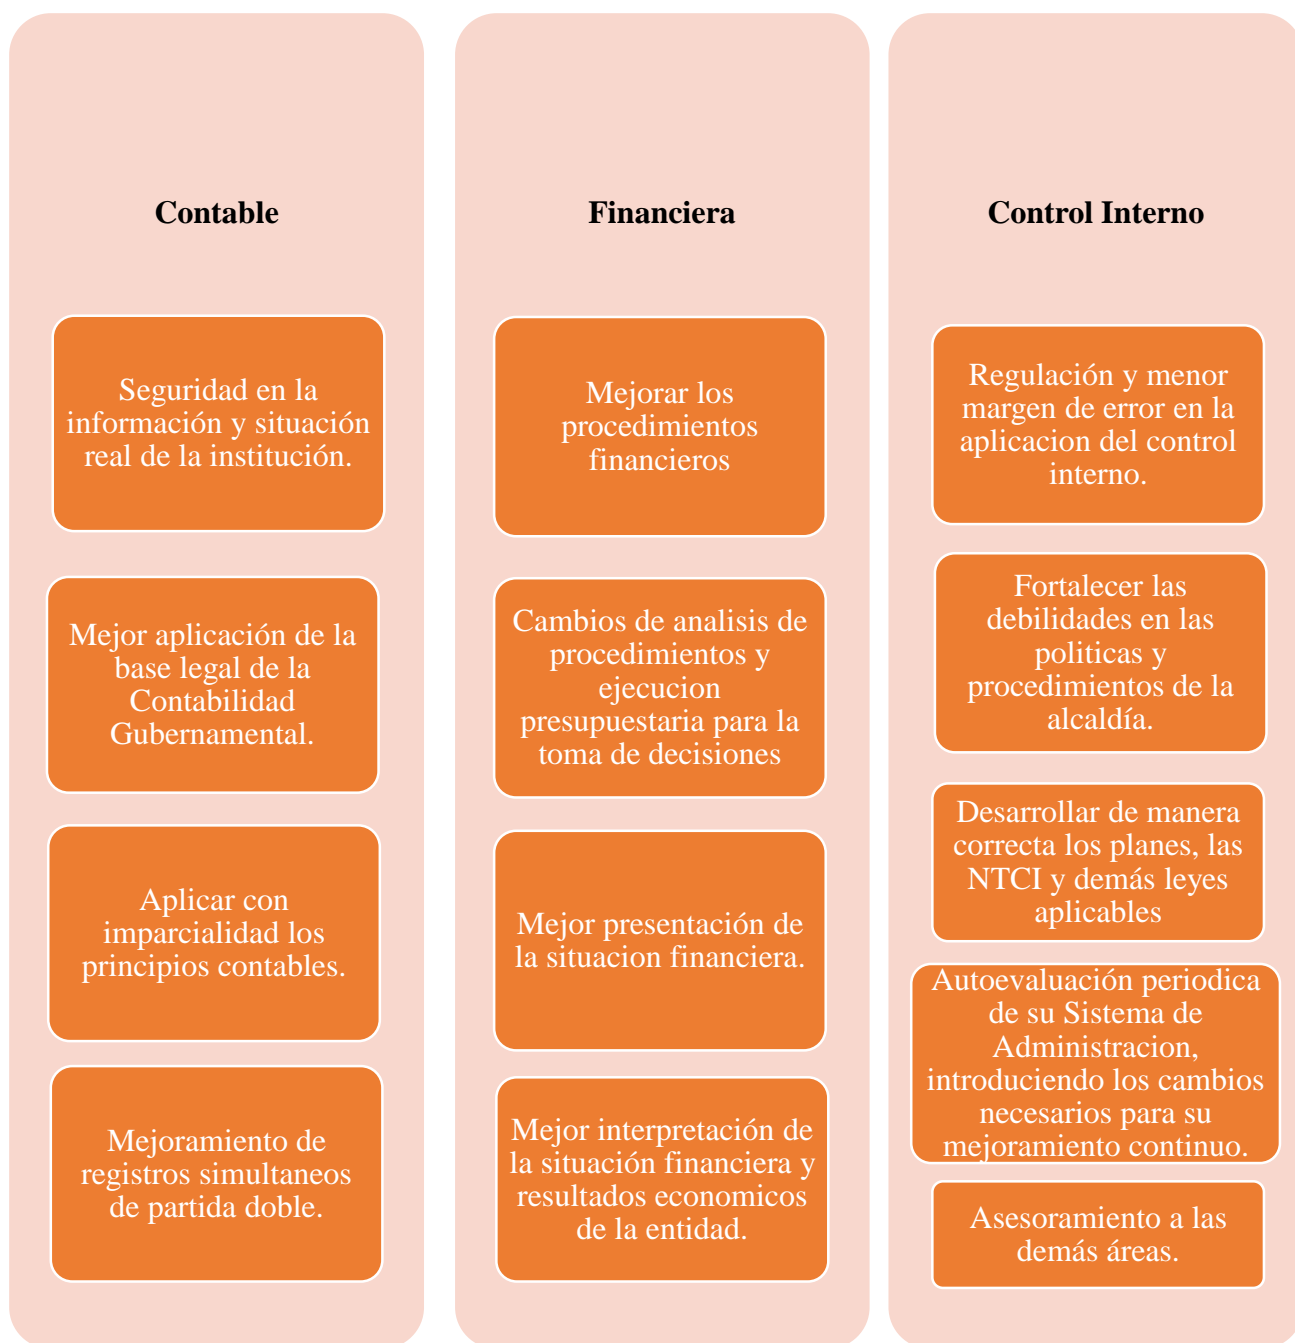 Contable
Seguridad en la
información y situación
real de la institución.
Mejor aplicación de la
base legal de la
Contabilidad
Gubernamental.
Aplicar con
imparcialidad los
principios contables.
Mejoramiento de
registros simultaneos
de partida doble.
Financiera
Mejorar los
procedimientos
financieros
Cambios de analisis de
procedimientos y
ejecucion
presupuestaria para la
toma de decisiones
Mejor presentación de
la situacion financiera.
Mejor interpretación de
la situación financiera y
resultados economicos
de la entidad.
Control Interno
Regulación y menor
margen de error en la
aplicacion del control
interno.
Fortalecer las
debilidades en las
politicas y
procedimientos de la
alcaldía.
Desarrollar de manera
correcta los planes, las
NTCI y demás leyes
aplicables
Autoevaluación periodica
de su Sistema de
Administracion,
introduciendo los cambios
necesarios para su
mejoramiento continuo.
Asesoramiento a las
demás áreas.